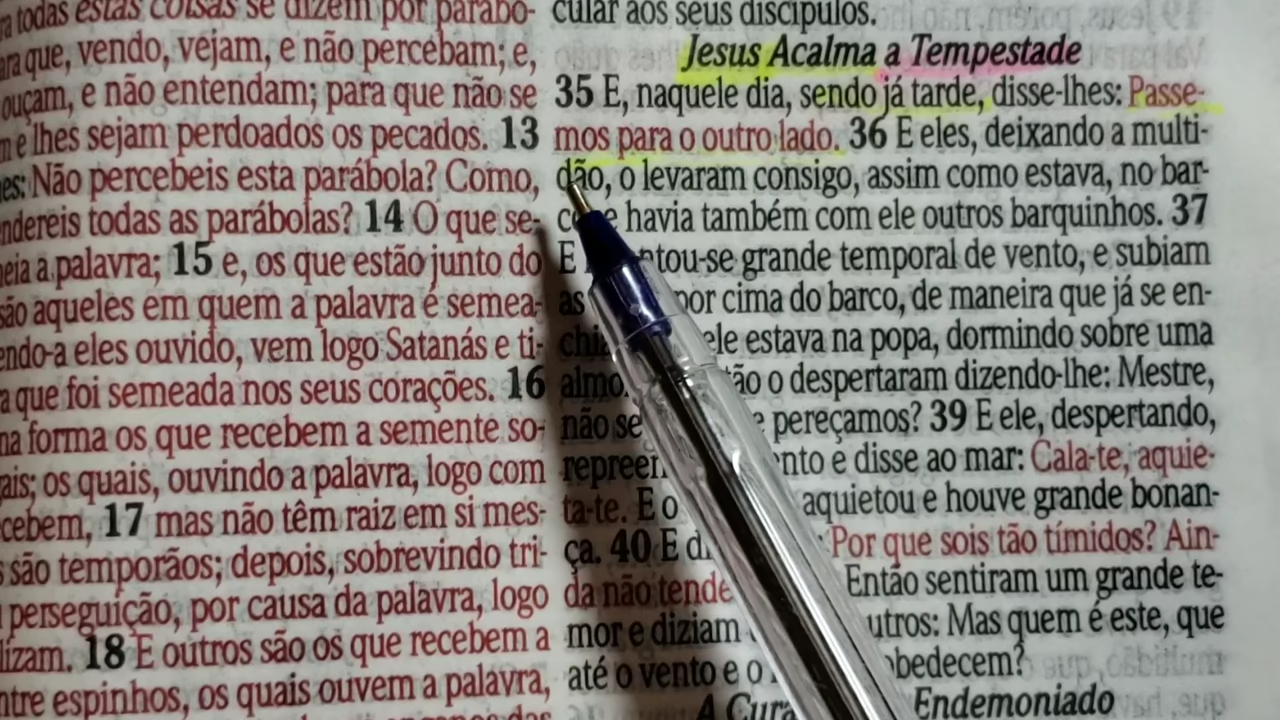 todas estas coisas se dizem por parábo-
que, vendo, vejam, e não percebam; e,
ouçam, e não entendam; para que não se
lhes sejam perdoados os pecados. 13
Não percebeis esta parábola? Como,
todas as parábolas? 14 O que se-
a palavra; 15 e, os que estão junto do
são aqueles em quem a palavra é semea-
eles ouvido, vem logo Satanás e ti-
a que foi semeada nos seus corações. 16
forma os que recebem a semente so-
os quais, ouvindo a palavra, logo com
17 mas não têm raiz em si mes-
são temporãos; depois, sobrevindo tri-
perseguição, por causa da palavra, logo
18 E outros são os que recebem a
espinhos, os quais ouvem a palavra,
cular aos seus discípulos.
Jesus Acalma a Tempestade
35 E, naquele dia, sendo já tarde, disse-lhes: Passe-
mos para o outro lado. 36 E eles, deixando a multi-
dão, o levaram consigo, assim como estava, no bar-
e havia também com ele outros barquinhos. 37
E grande temporal de vento, e subiam
as por cima do barco, de maneira que já se en-
ele estava na popa, dormindo sobre uma
o despertaram dizendo-lhe: Mestre,
não se pereçamos? 39 E ele, despertando,
e disse ao mar: Cala-te, aquie-
ta-te. E o aquietou e houve grande bonan-
ça. 40 E Por que sois tão tímidos? Ain-
da não tende Então sentiram um grande te-
mor e diziam Mas quem é este, que
até o vento e o
A Cura Endemoniado